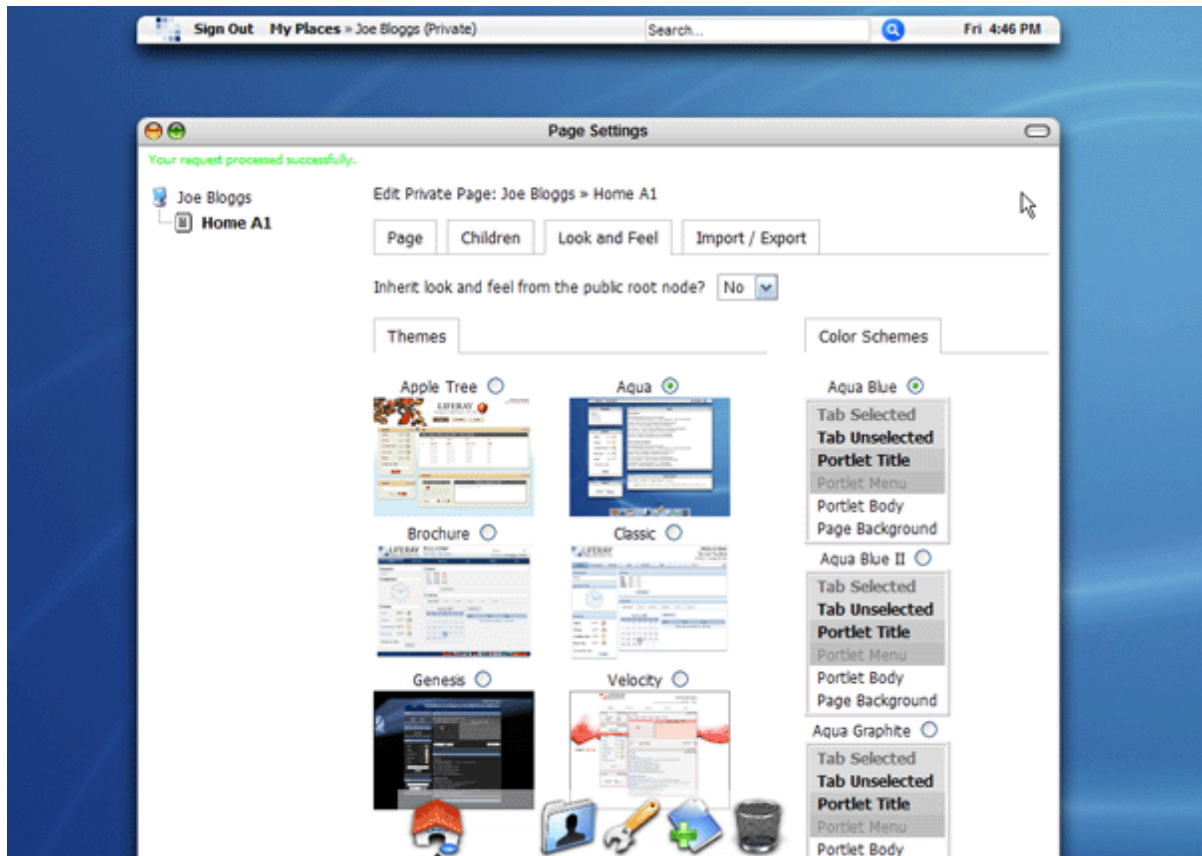 Sign Out My Places » Joe Bloggs (Private) Search... Fri 4:46 PM
Page Settings
Your request processed successfully.
Joe Bloggs
Home A1
Edit Private Page: Joe Bloggs » Home A1
Page Children Look and Feel Import / Export
Inherit look and feel from the public root node? No
Themes
Apple Tree Aqua
LIFERAY
Brochure Classic
LIFERAY LIFERAY
Genesis Velocity
Color Schemes
Aqua Blue
Tab Selected
Tab Unselected
Portlet Title
Portlet Menu
Portlet Body
Page Background
Aqua Blue II
Tab Selected
Tab Unselected
Portlet Title
Portlet Menu
Portlet Body
Page Background
Aqua Graphite
Tab Selected
Tab Unselected
Portlet Title
Portlet Menu
Portlet Body